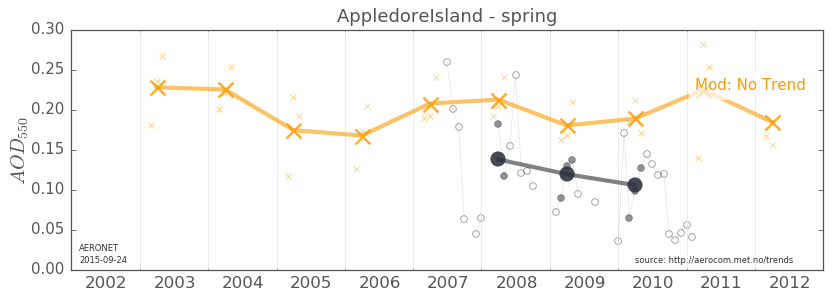 AppledoreIsland - spring
0.30
0.25
0.20
0.15
0.10
0.05
0.00
AOD550
Mod: No Trend
AERONET
2015-09-24
source: http://aerocom.met.no/trends
2002 2003 2004 2005 2006 2007 2008 2009 2010 2011 2012